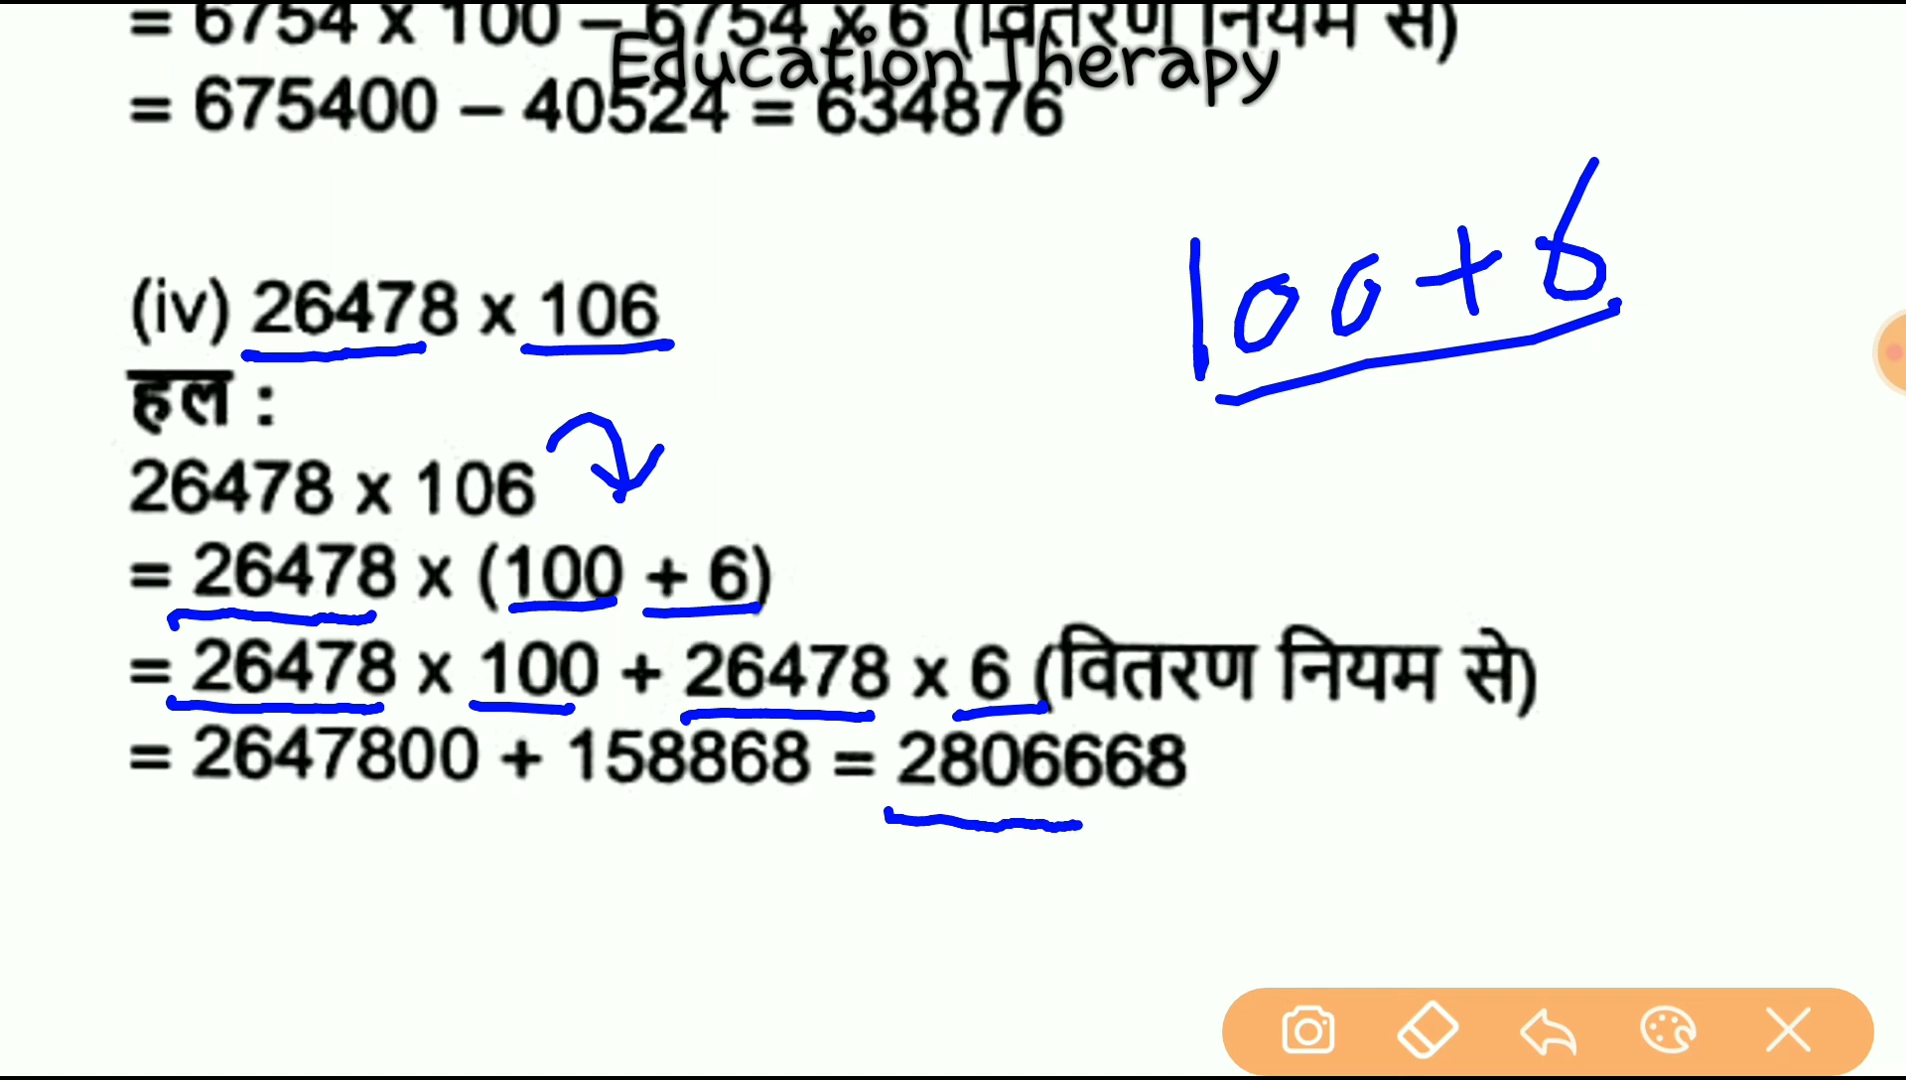 = 6754 x 100 – 6754 x 6 (वितरण नियम से)
Education Therapy
= 675400 – 40524 = 634876
100+6
(iv) 26478 x 106
हल :
26478 x 106
= 26478 x (100 + 6)
= 26478 x 100 + 26478 x 6 (वितरण नियम से)
= 2647800 + 158868 = 2806668